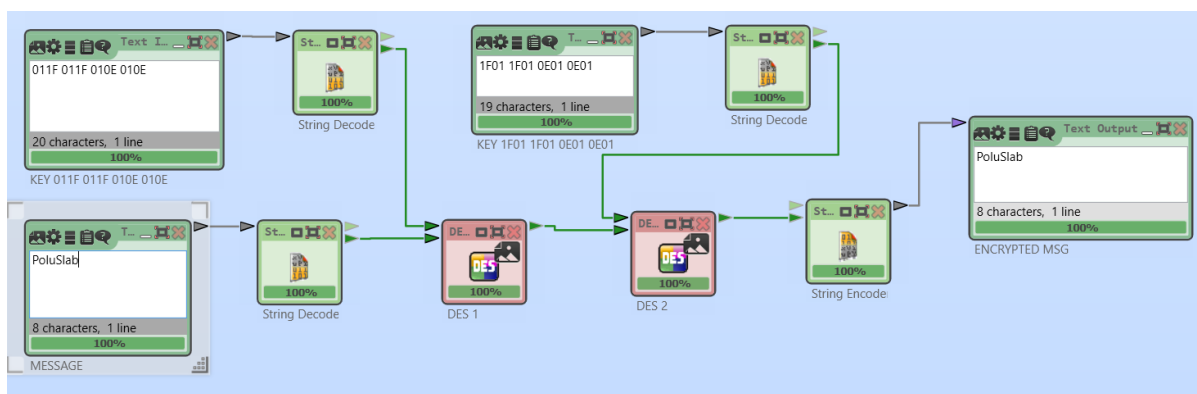 Text I...
011F 011F 010E 010E
20 characters, 1 line
100%
KEY 011F 011F 010E 010E
St...
100%
String Decode
T...
1F01 1F01 0E01 0E01
19 characters, 1 line
100%
KEY 1F01 1F01 0E01 0E01
St...
100%
String Decode
T...
PoluSlab
8 characters, 1 line
100%
MESSAGE
St...
100%
String Decode
DE...
DES
100%
DES 1
DE...
DES
100%
DES 2
St...
100%
String Encode
Text Output
PoluSlab
8 characters, 1 line
100%
ENCRYPTED MSG